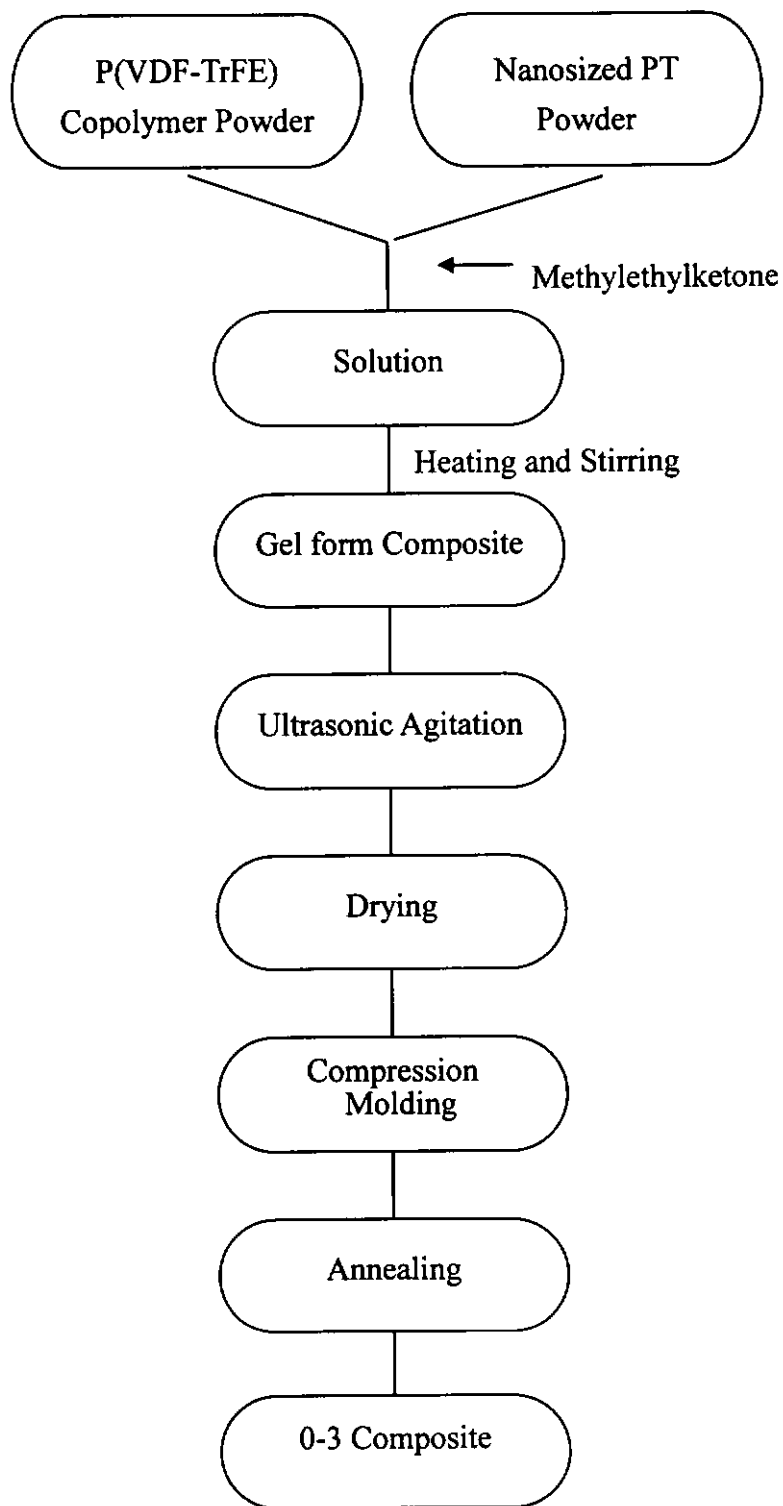 P(VDF-TrFE)
Copolymer Powder
Nanosized PT
Powder
Methylethylketone
Solution
Heating and Stirring
Gel form Composite
Ultrasonic Agitation
Drying
Compression
Molding
Annealing
0-3 Composite